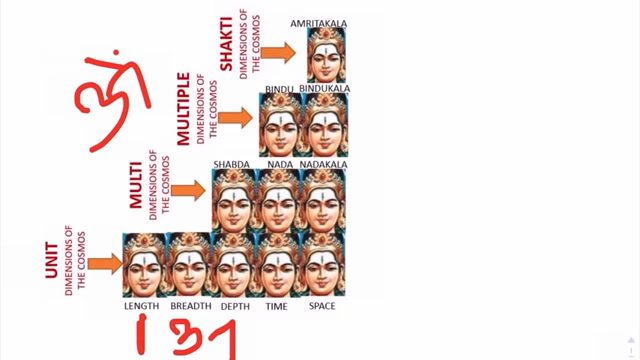 AMRITAKALA
SHAKTI
DIMENSIONS OF
THE COSMOS
BINDU BINDUKALA
MULTIPLE
DIMENSIONS OF
THE COSMOS
ओं
SHABDA NADA NADAKALA
MULTI
DIMENSIONS OF
THE COSMOS
UNIT
DIMENSIONS OF
THE COSMOS
LENGTH BREADTH DEPTH TIME SPACE